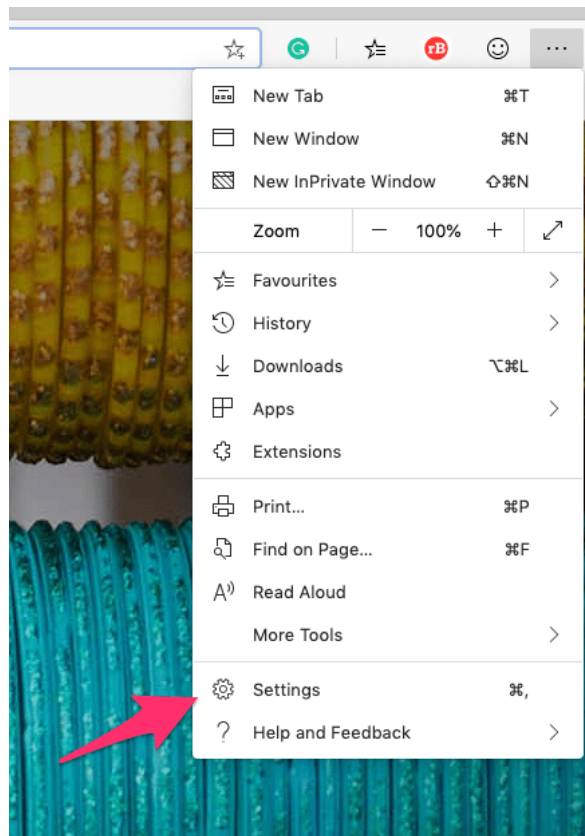 G
rB
...
New Tab ⌘T
New Window ⌘N
New InPrivate Window ⇧⌘N
Zoom — 100% +
Favourites
History
Downloads ⌥⌘L
Apps
Extensions
Print... ⌘P
Find on Page... ⌘F
A Read Aloud
More Tools
Settings ⌘,
? Help and Feedback